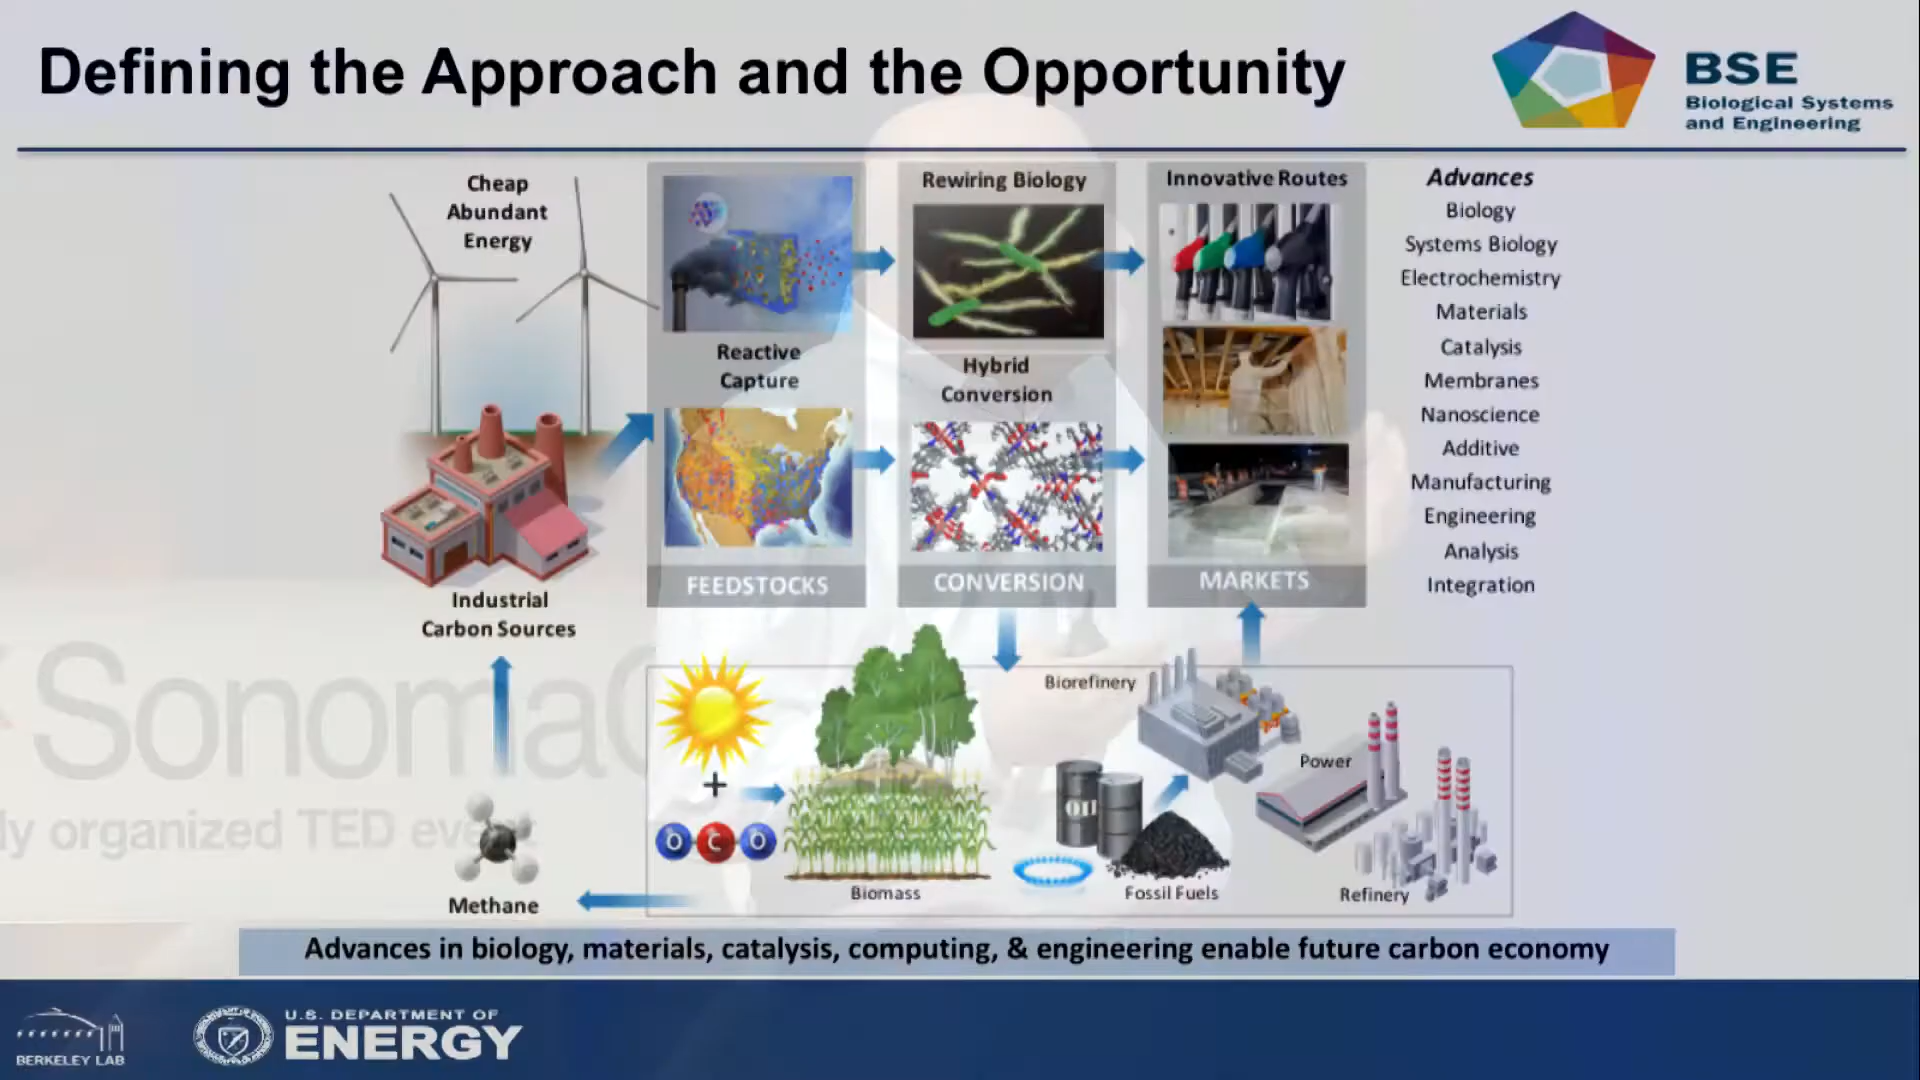 Defining the Approach and the Opportunity
BSE
Biological Systems
and Engineering
Cheap
Abundant
Energy
Industrial
Carbon Sources
Methane
Reactive
Capture
FEEDSTOCKS
Rewiring Biology
Hybrid
Conversion
CONVERSION
Innovative Routes
MARKETS
Advances
Biology
Systems Biology
Electrochemistry
Materials
Catalysis
Membranes
Nanoscience
Additive
Manufacturing
Engineering
Analysis
Integration
+
O C O
Biomass
OIL
Fossil Fuels
Biorefinery
Power
Refinery
SonomaC
ly organized TED event
Advances in biology, materials, catalysis, computing, & engineering enable future carbon economy
BERKELEY LAB
U.S. DEPARTMENT OF
ENERGY